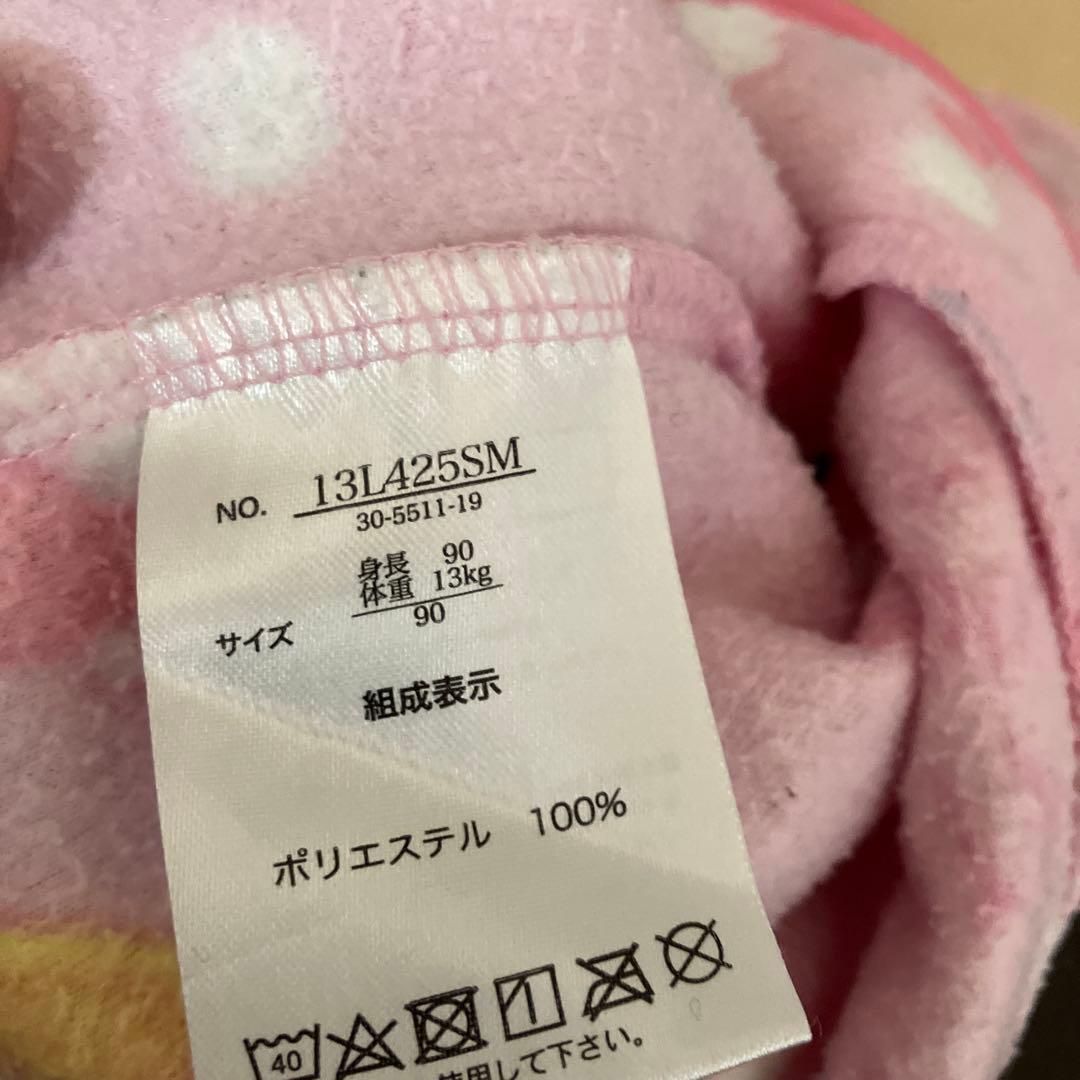 NO. 13L425SM
30-5511-19
身長 90
体重 13kg
サイズ 90
組成表示
ポリエステル 100%
40
使用して下さい。